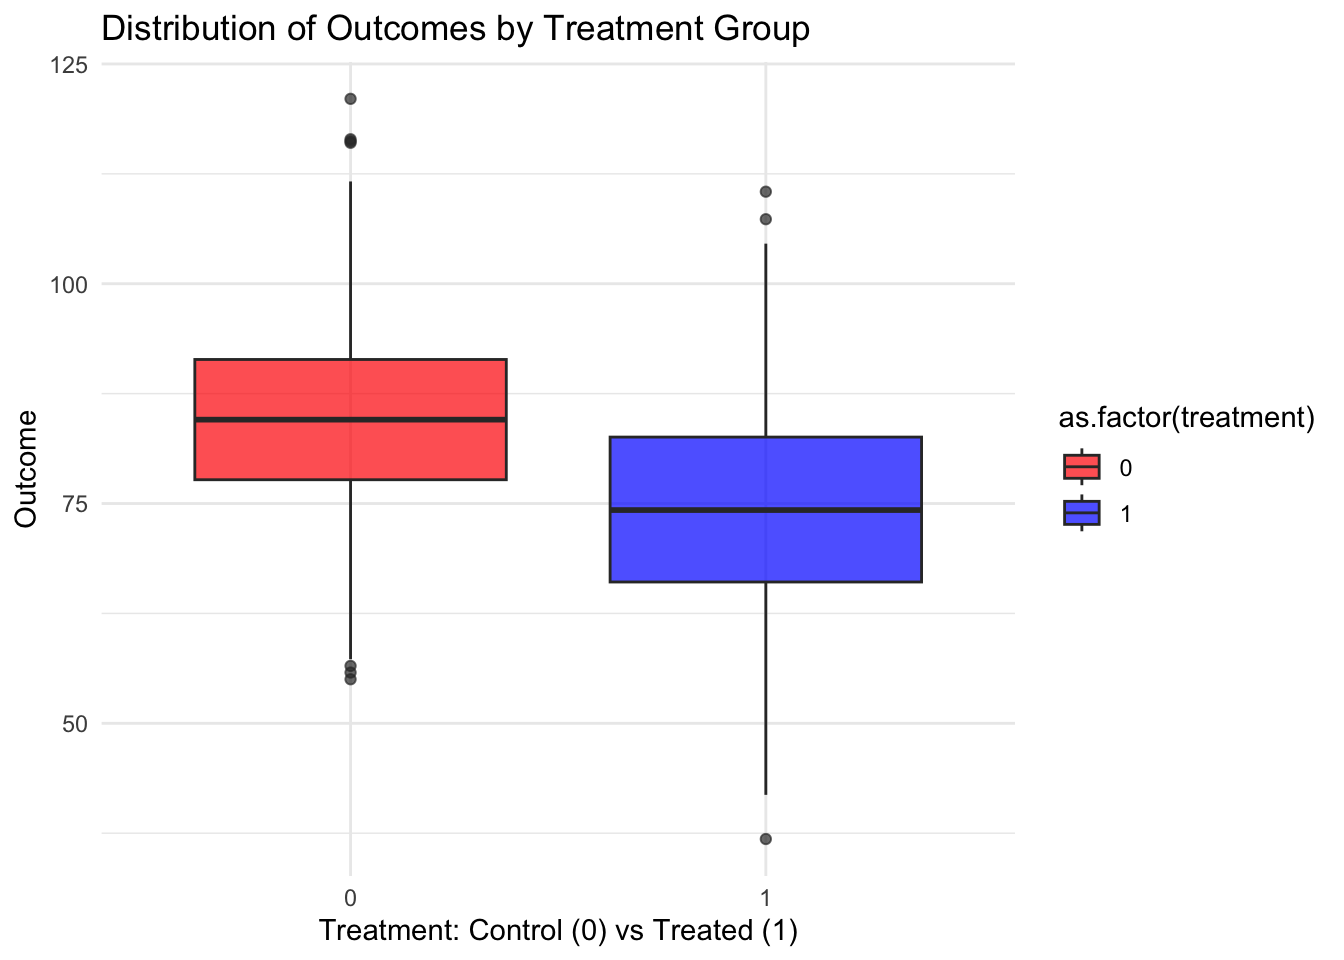 Distribution of Outcomes by Treatment Group
125
100
75
50
Outcome
0
1
Treatment: Control (0) vs Treated (1)
as.factor(treatment)
0
1